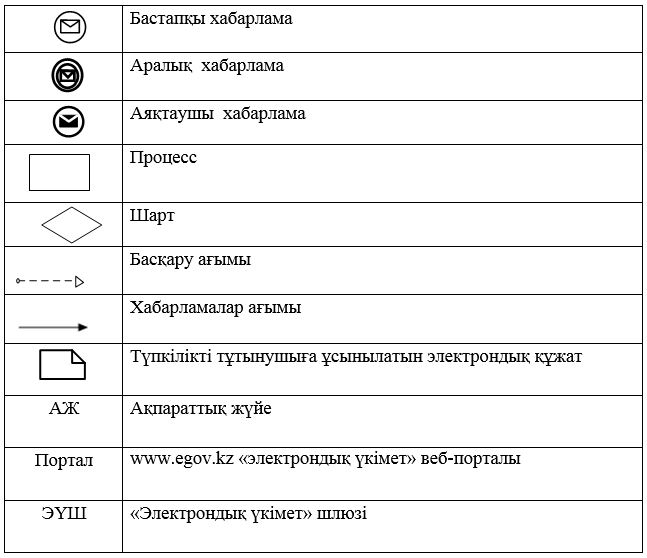 Бастапқы хабарлама
Аралық хабарлама
Аяқтаушы хабарлама
Процесс
Шарт
Басқару ағымы
Хабарламалар ағымы
Түпкілікті тұтынушыға ұсынылатын электрондық құжат
АЖ Ақпараттық жүйе
Портал www.egov.kz «электрондық үкімет» веб-порталы
ЭҮШ «Электрондық үкімет» шлюзі